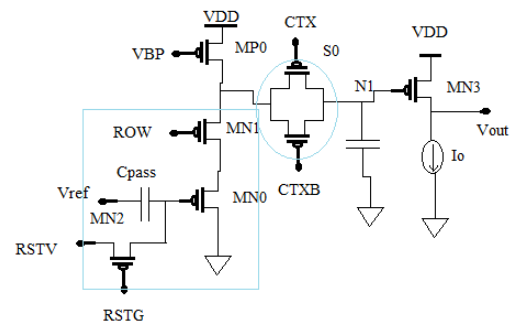 VDD
CTX
VDD
VBP
MP0
S0
N1
MN3
ROW
MN1
Vout
Cpass
Io
Vref
MN0
CTXB
MN2
RSTV
RSTG